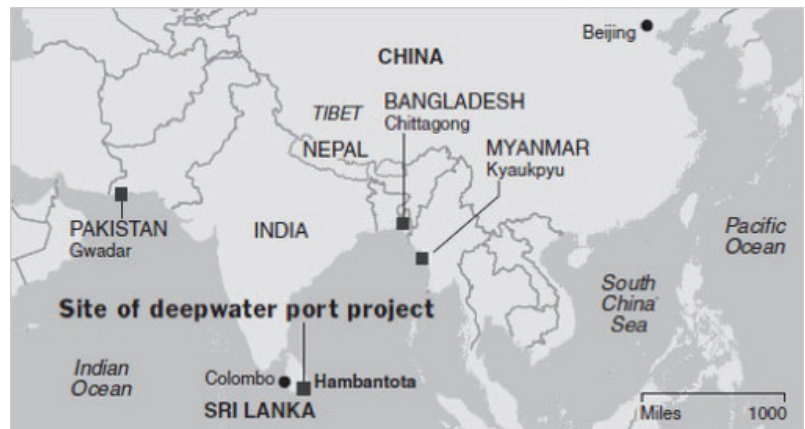 Beijing
CHINA
TIBET
BANGLADESH
Chittagong
NEPAL
MYANMAR
Kyaukpyu
PAKISTAN
Gwadar
INDIA
Pacific
Ocean
South
China
Sea
Site of deepwater port project
Indian
Ocean
Colombo
Hambantota
SRI LANKA
Miles 1000